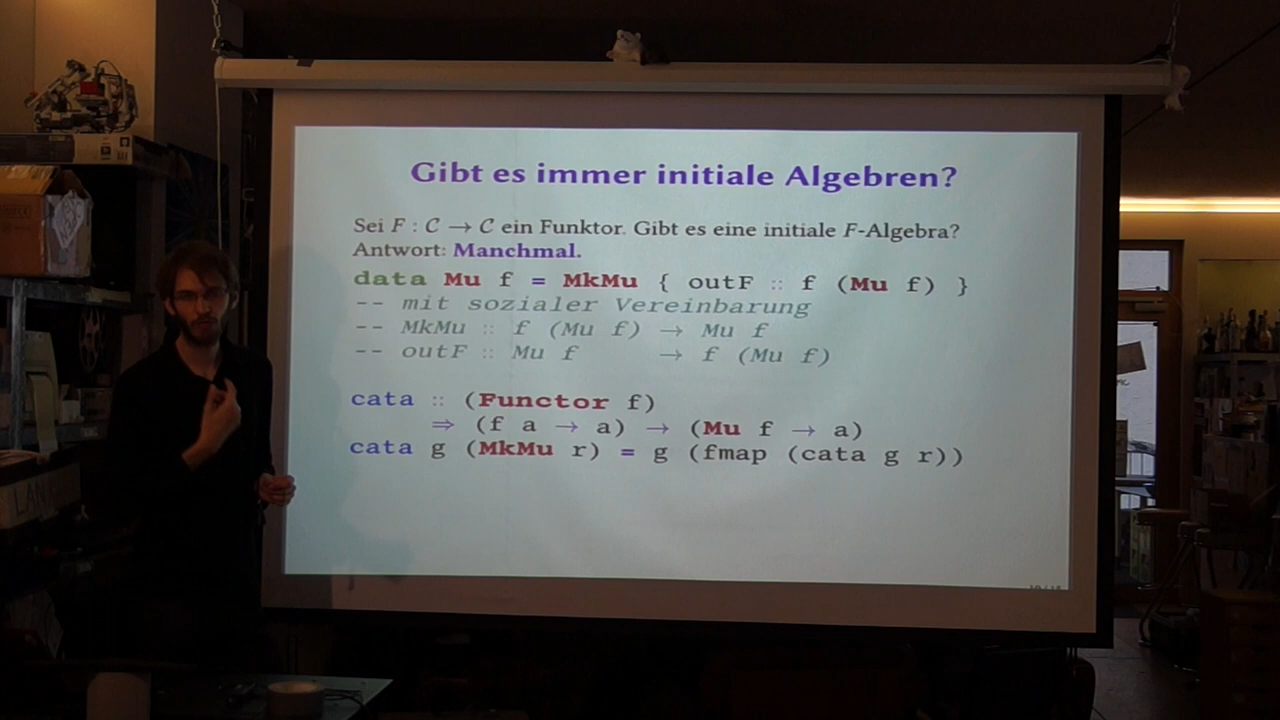 Gibt es immer initiale Algebren?
Sei F : C → C ein Funktor. Gibt es eine initiale F-Algebra?
Antwort: Manchmal.
data Mu f = MkMu { outF :: f (Mu f) }
-- mit sozialer Vereinbarung
-- MkMu :: f (Mu f) → Mu f
-- outF :: Mu f → f (Mu f)
cata :: (Functor f)
⇒ (f a → a) → (Mu f → a)
cata g (MkMu r) = g (fmap (cata g r))